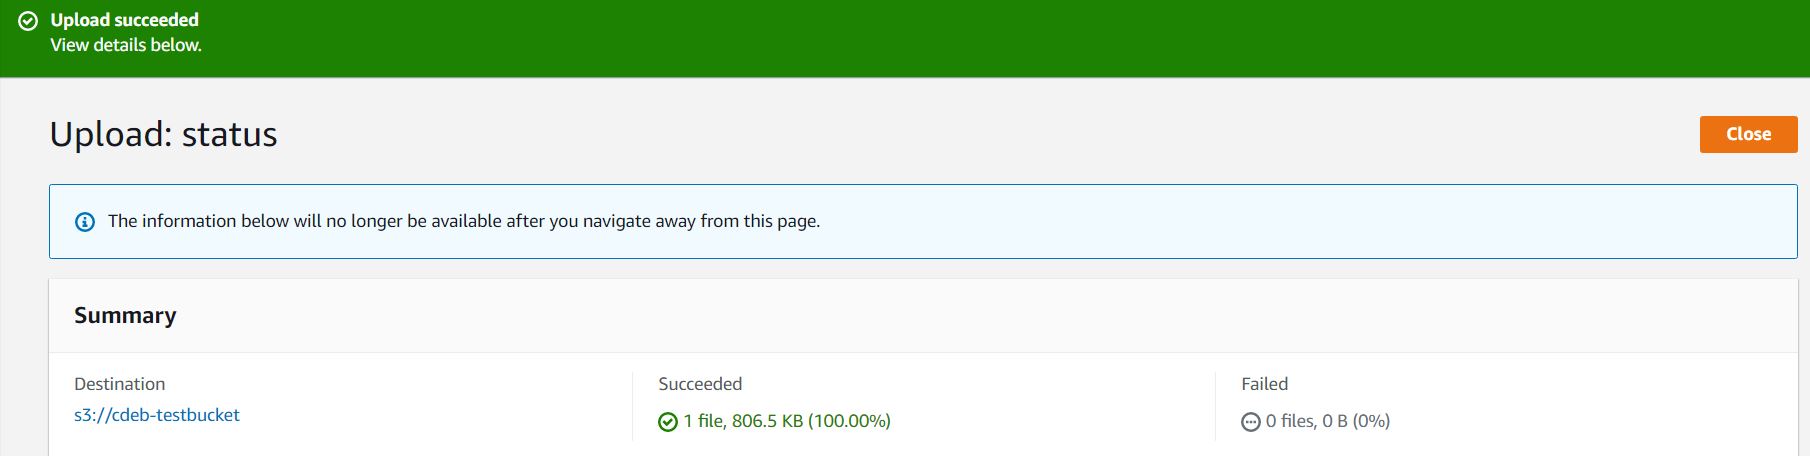 Upload succeeded
View details below.
Upload: status
Close
The information below will no longer be available after you navigate away from this page.
Summary
Destination
s3://cdeb-testbucket
Succeeded
1 file, 806.5 KB (100.00%)
Failed
0 files, 0 B (0%)